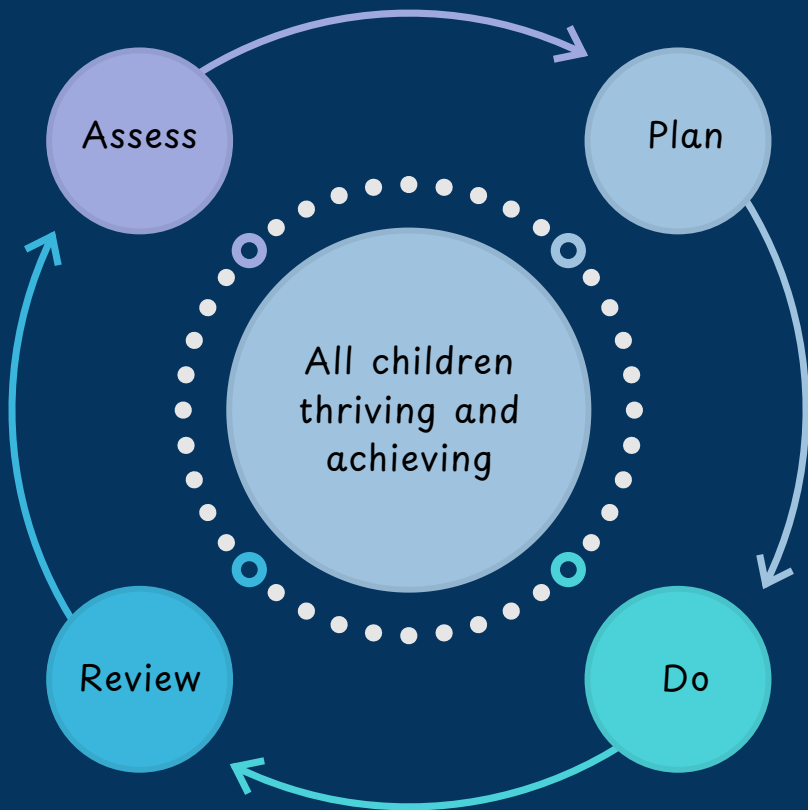 Assess
Plan
All children
thriving and
achieving
Review
Do